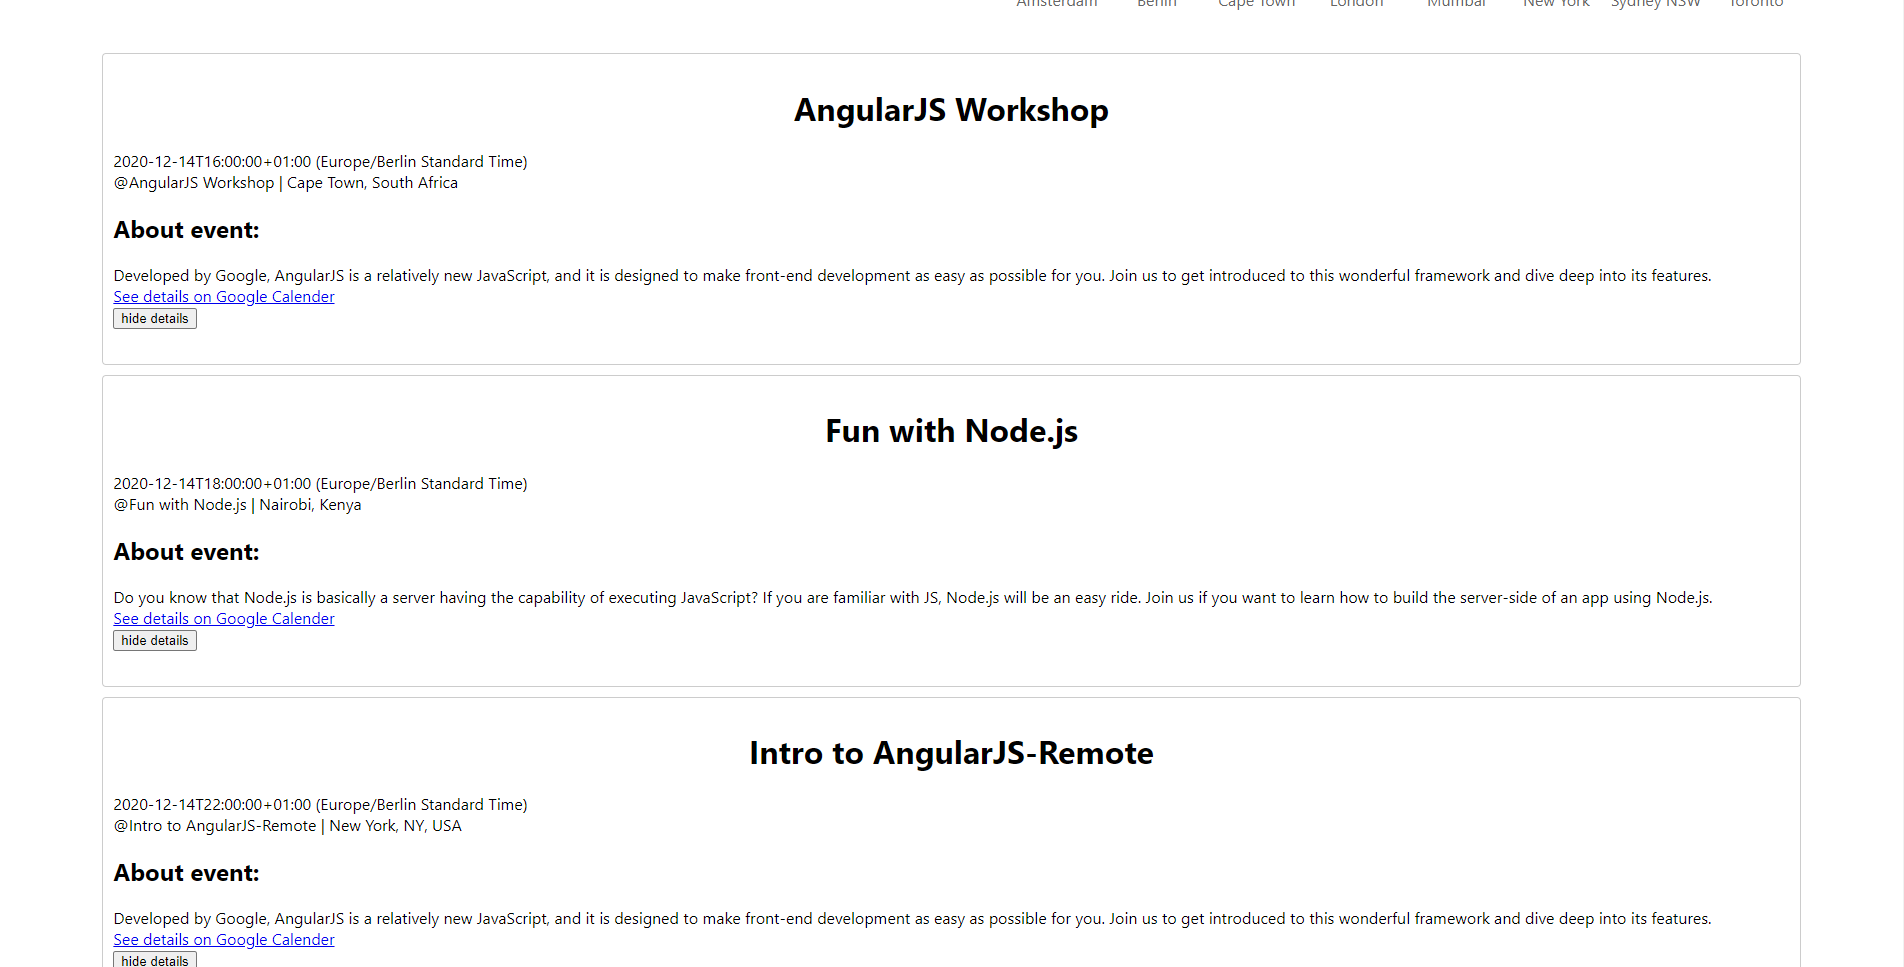 Amsterdam Berlin Cape Town London Mumbai New York Sydney NSW Toronto
AngularJS Workshop
2020-12-14T16:00:00+01:00 (Europe/Berlin Standard Time)
@AngularJS Workshop | Cape Town, South Africa
About event:
Developed by Google, AngularJS is a relatively new JavaScript, and it is designed to make front-end development as easy as possible for you. Join us to get introduced to this wonderful framework and dive deep into its features.
See details on Google Calender
hide details
Fun with Node.js
2020-12-14T18:00:00+01:00 (Europe/Berlin Standard Time)
@Fun with Node.js | Nairobi, Kenya
About event:
Do you know that Node.js is basically a server having the capability of executing JavaScript? If you are familiar with JS, Node.js will be an easy ride. Join us if you want to learn how to build the server-side of an app using Node.js.
See details on Google Calender
hide details
Intro to AngularJS-Remote
2020-12-14T22:00:00+01:00 (Europe/Berlin Standard Time)
@Intro to AngularJS-Remote | New York, NY, USA
About event:
Developed by Google, AngularJS is a relatively new JavaScript, and it is designed to make front-end development as easy as possible for you. Join us to get introduced to this wonderful framework and dive deep into its features.
See details on Google Calender
hide details